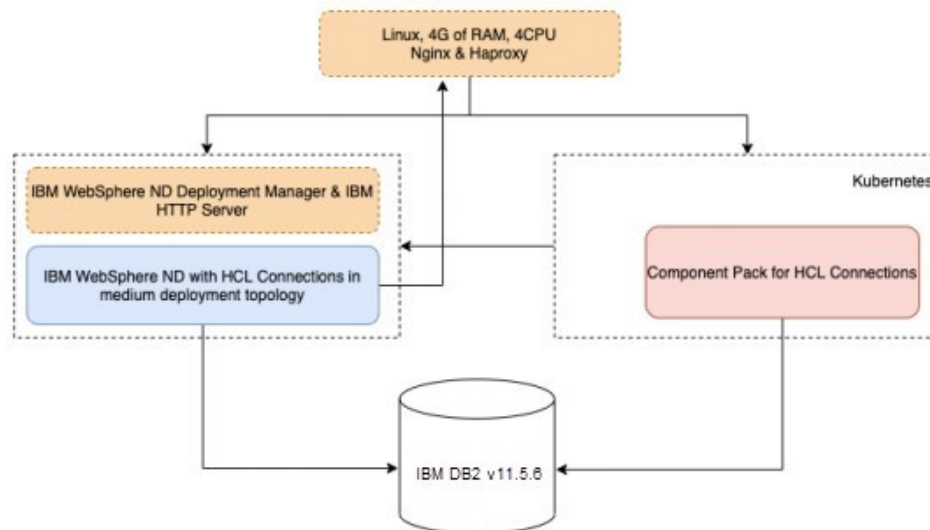 Linux, 4G of RAM, 4CPU
Nginx & Haproxy
IBM WebSphere ND Deployment Manager & IBM
HTTP Server
Kubernetes
IBM WebSphere ND with HCL Connections in
medium deployment topology
Component Pack for HCL Connections
IBM DB2 v11.5.6